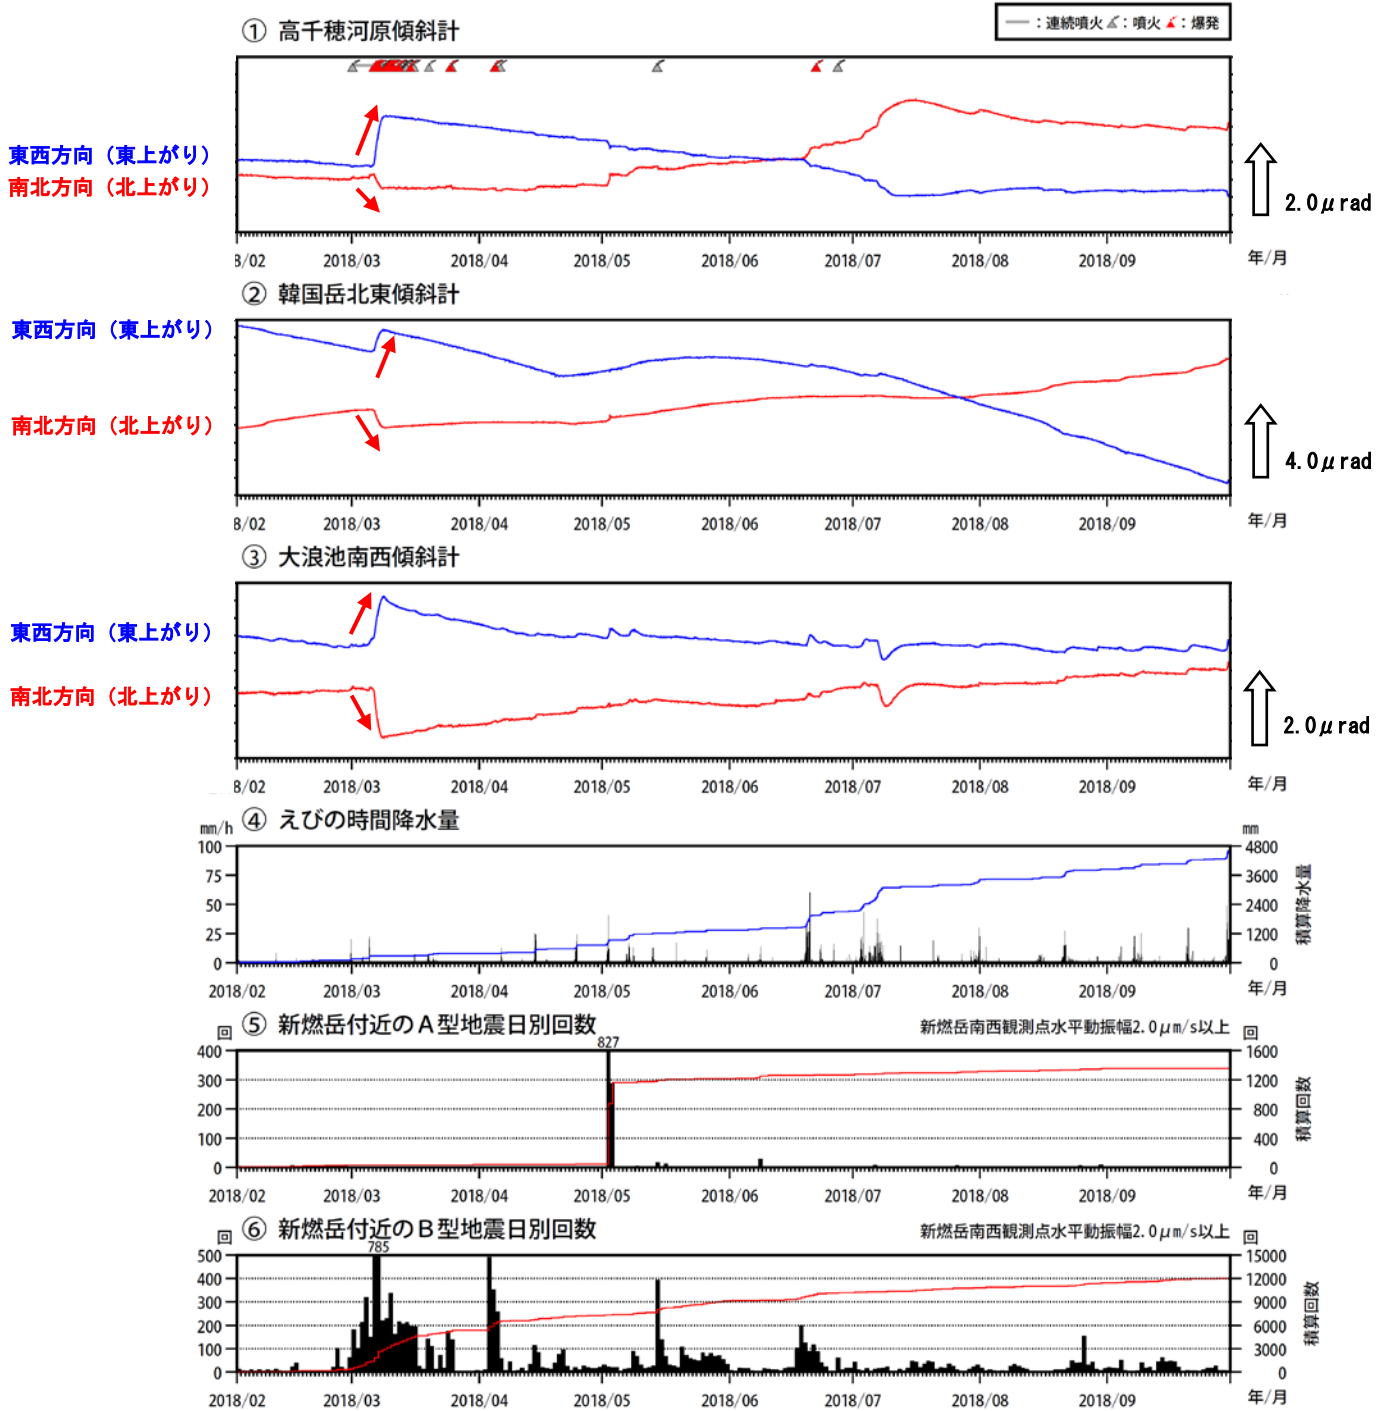 ① 高千穂河原傾斜計
── : 連続噴火 : 噴火 : 爆発
東西方向（東上がり）
南北方向（北上がり）
2.0μrad
8/02 2018/03 2018/04 2018/05 2018/06 2018/07 2018/08 2018/09 年/月
② 韓国岳北東傾斜計
東西方向（東上がり）
南北方向（北上がり）
4.0μrad
8/02 2018/03 2018/04 2018/05 2018/06 2018/07 2018/08 2018/09 年/月
③ 大浪池南西傾斜計
東西方向（東上がり）
南北方向（北上がり）
2.0μrad
8/02 2018/03 2018/04 2018/05 2018/06 2018/07 2018/08 2018/09 年/月
mm/h ④ えびの時間降水量 mm
100 4800
75 3600
50 2400
25 1200
0 0
積算降水量
2018/02 2018/03 2018/04 2018/05 2018/06 2018/07 2018/08 2018/09 年/月
回 ⑤ 新燃岳付近のA型地震日別回数 新燃岳南西観測点水平動振幅2.0μm/s以上 回
827
400 1600
300 1200
200 800
100 400
0 0
積算回数
2018/02 2018/03 2018/04 2018/05 2018/06 2018/07 2018/08 2018/09 年/月
回 ⑥ 新燃岳付近のB型地震日別回数 新燃岳南西観測点水平動振幅2.0μm/s以上 回
785
500 15000
400 12000
300 9000
200 6000
100 3000
0 0
積算回数
2018/02 2018/03 2018/04 2018/05 2018/06 2018/07 2018/08 2018/09 年/月